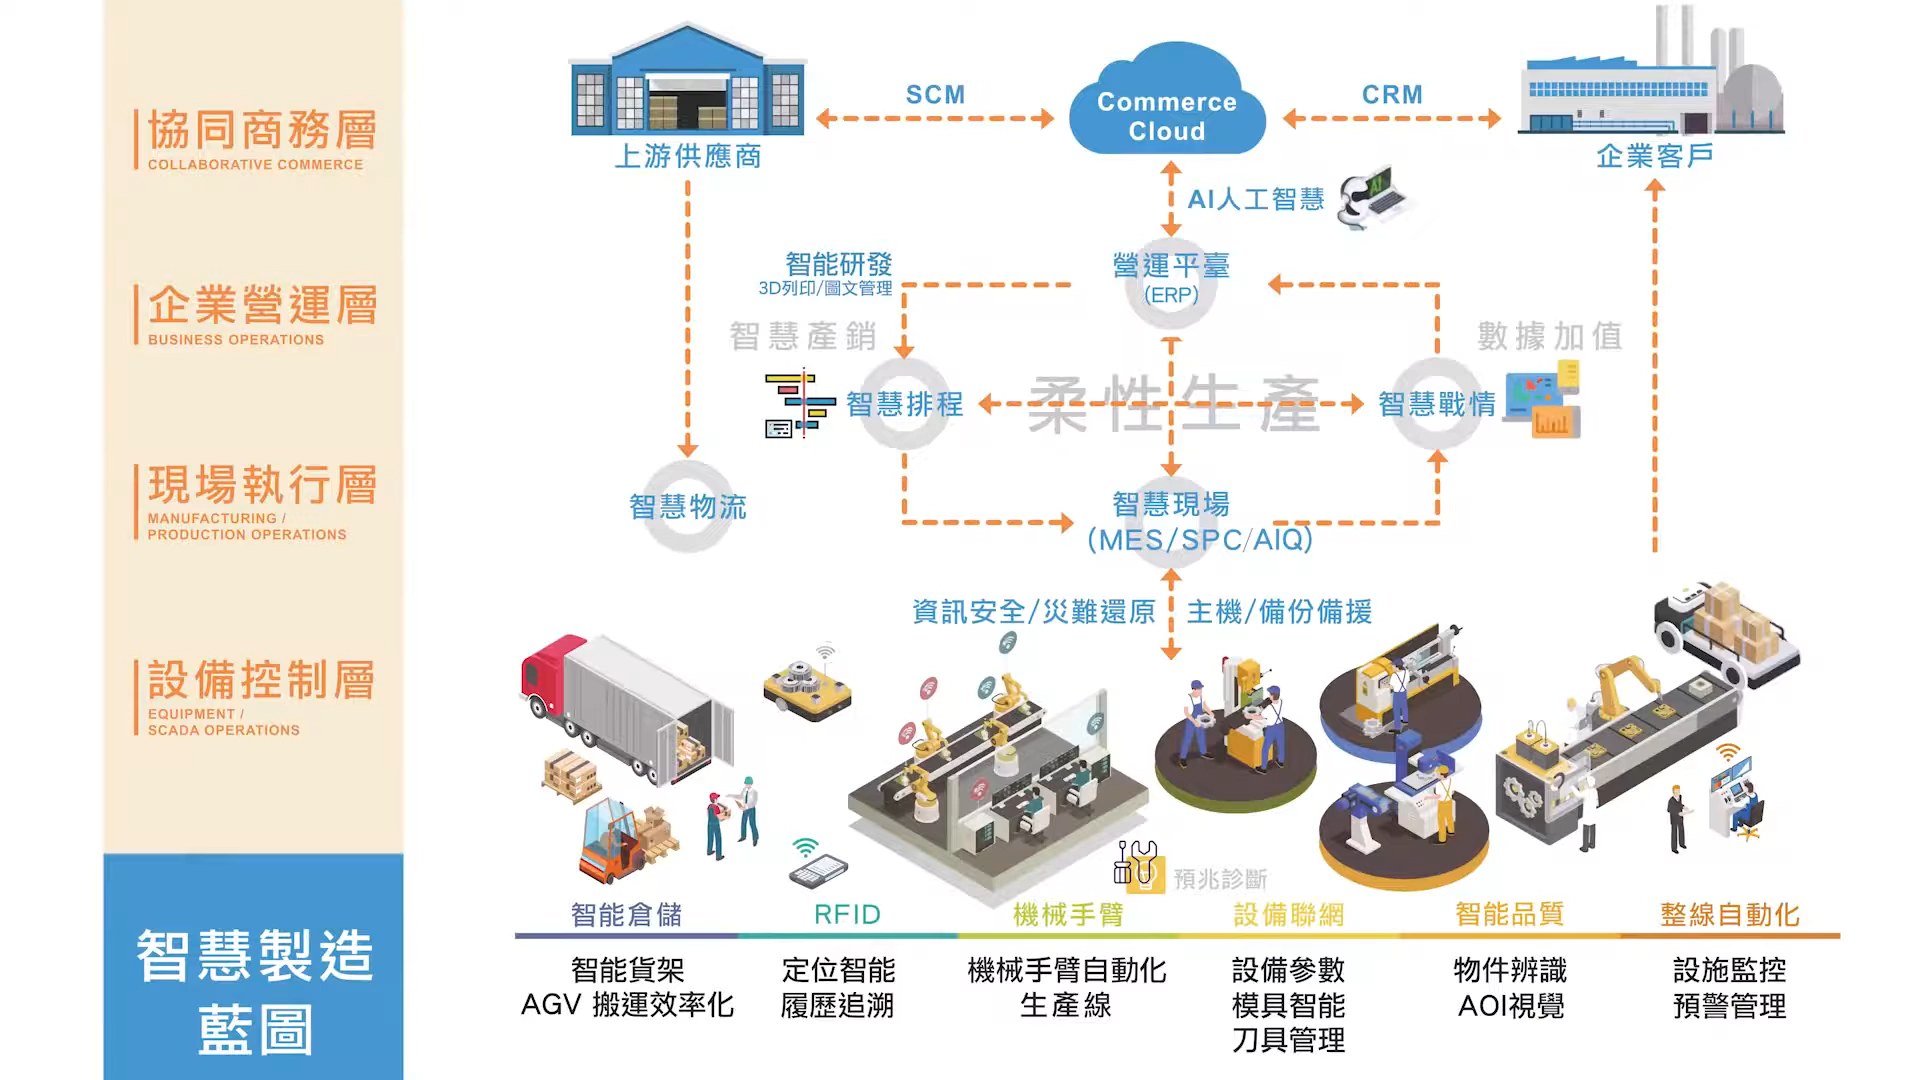 協同商務層
COLLABORATIVE COMMERCE
企業營運層
BUSINESS OPERATIONS
現場執行層
MANUFACTURING /
PRODUCTION OPERATIONS
設備控制層
EQUIPMENT /
SCADA OPERATIONS
智慧製造
藍圖
上游供應商
SCM
Commerce
Cloud
CRM
企業客戶
AI人工智慧
AI
智能研發
3D列印/圖文管理
營運平臺
(ERP)
智慧產銷
數據加值
智慧排程
柔性生產
智慧戰情
智慧物流
智慧現場
(MES/SPC/AIQ)
資訊安全/災難還原
主機/備份備援
預兆診斷
智能倉儲
RFID
機械手臂
設備聯網
智能品質
整線自動化
智能貨架
AGV 搬運效率化
定位智能
履歷追溯
機械手臂自動化
生產線
設備參數
模具智能
刀具管理
物件辨識
AOI視覺
設施監控
預警管理